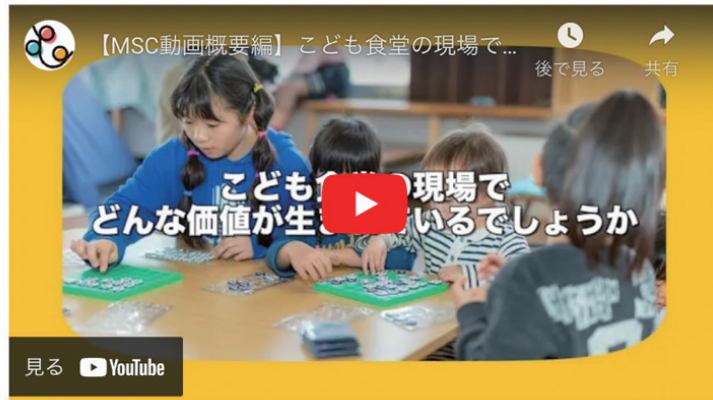 【MSC動画概要編】こども食堂の現場で...
後で見る
共有
こども食堂の現場で
どんな価値が生ま いるでしょうか
見る YouTube